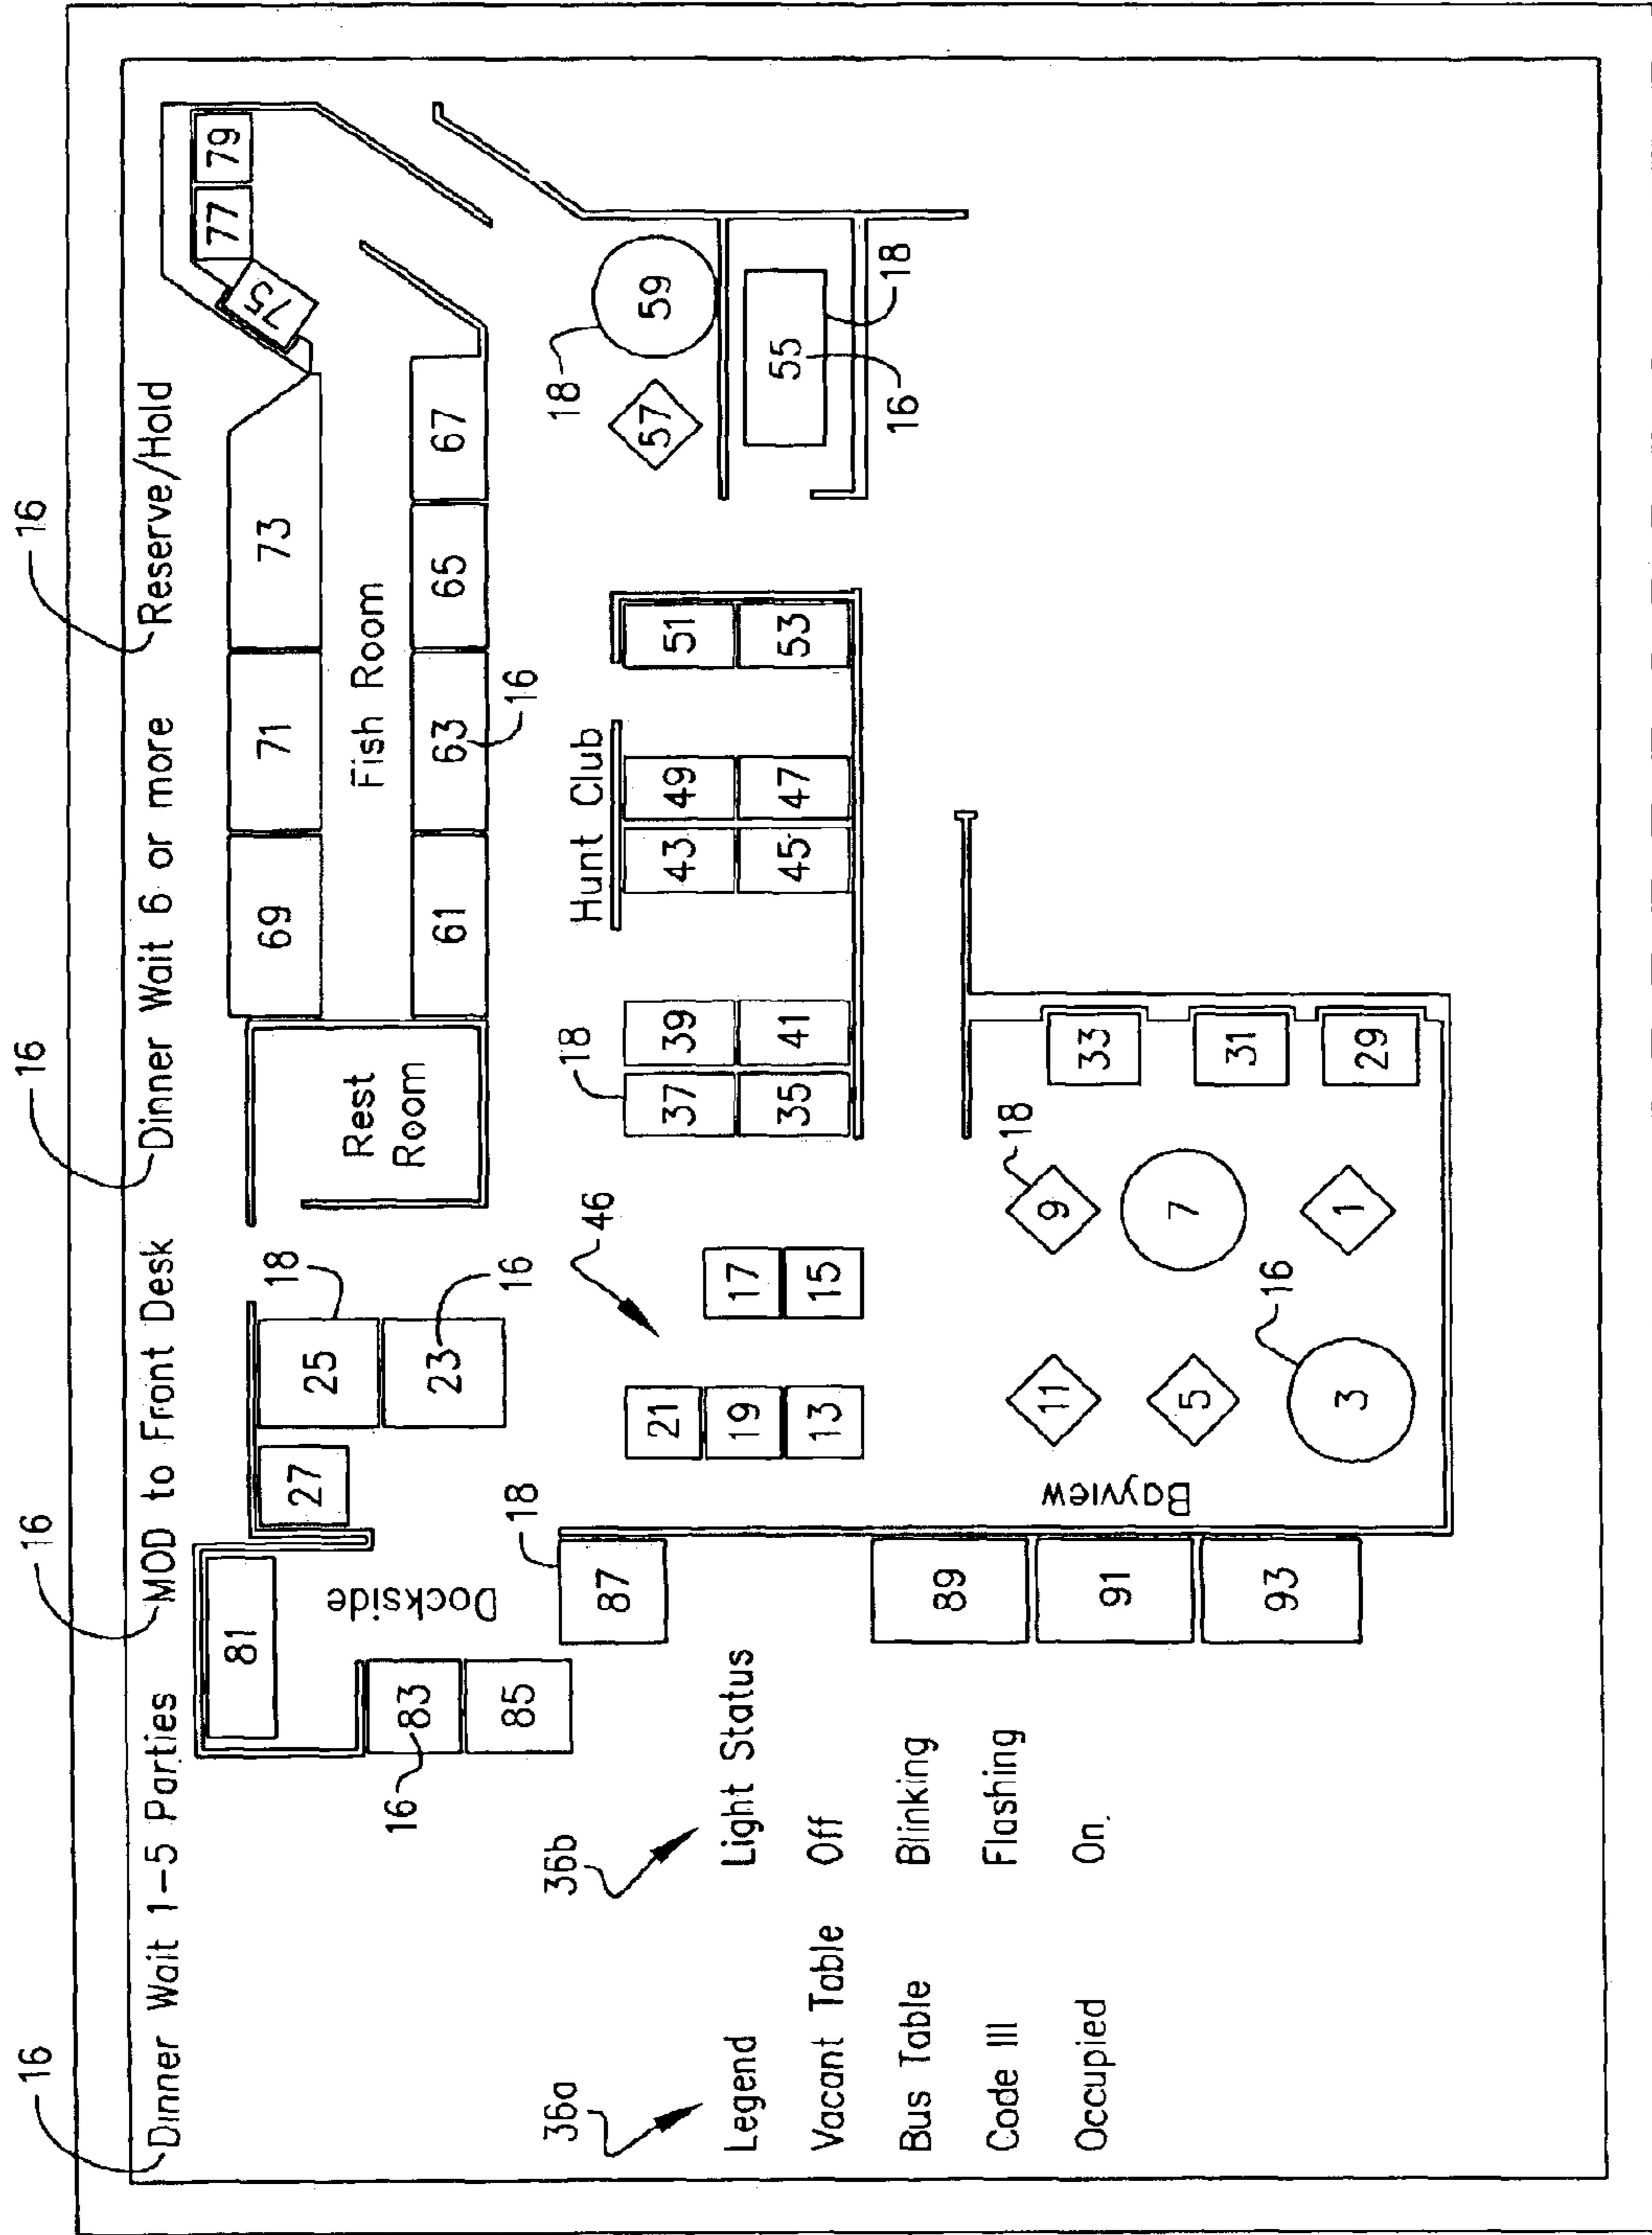 16 16 16 16
Dinner Wait 1-5 Parties MOD to Front Desk Dinner Wait 6 or more Reserve/Hold
77 79
81
75
27 25 18 69 71 73
Rest
Room
Fish Room
Dockside
83 23 61 63 65 67
16
85 16 16
18
36a 36b 18 46 18 Hunt Club 18
87 21 37 39 43 49 51 57 59
Legend Light Status
19 17
Vacant Table Off
13 15 35 41 45 47 53 55
Bus Table Blinking
16 18
89
Code III Flashing
18
11 9 33
Occupied On
91
Bayview
5 7 31
16
93
3 1 29